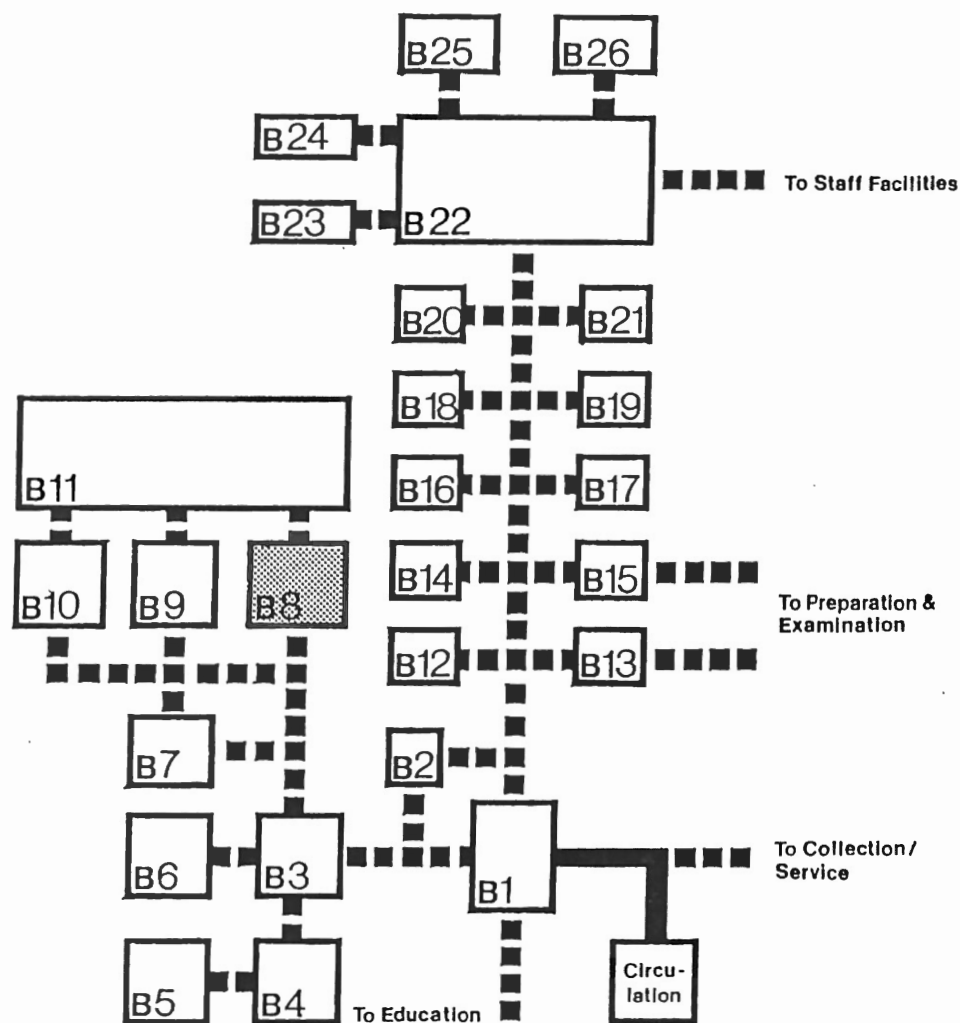 B25 B26
B24
To Staff Facilities
B23 B22
B20 B21
B18 B19
B11 B16 B17
B14 B15
B10 B9 B8
To Preparation &
Examination
B12 B13
B7 B2
To Collection/
Service
B6 B3 B1
Circu-
lation
B5 B4 To Education